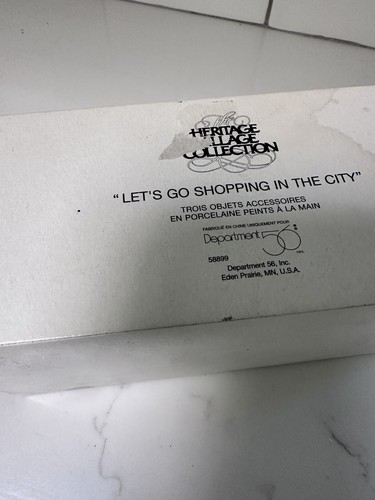 The
HERITAGE
LLAGE
COLLECTION
“LET'S GO SHOPPING IN THE CITY”
TROIS OBJETS ACCESSOIRES
EN PORCELAINE PEINTS À LA MAIN
FABRIQUÉ EN CHINE UNIQUEMENT POUR
Department 56
58899
Department 56, Inc.
Eden Prairie, MN, U.S.A.